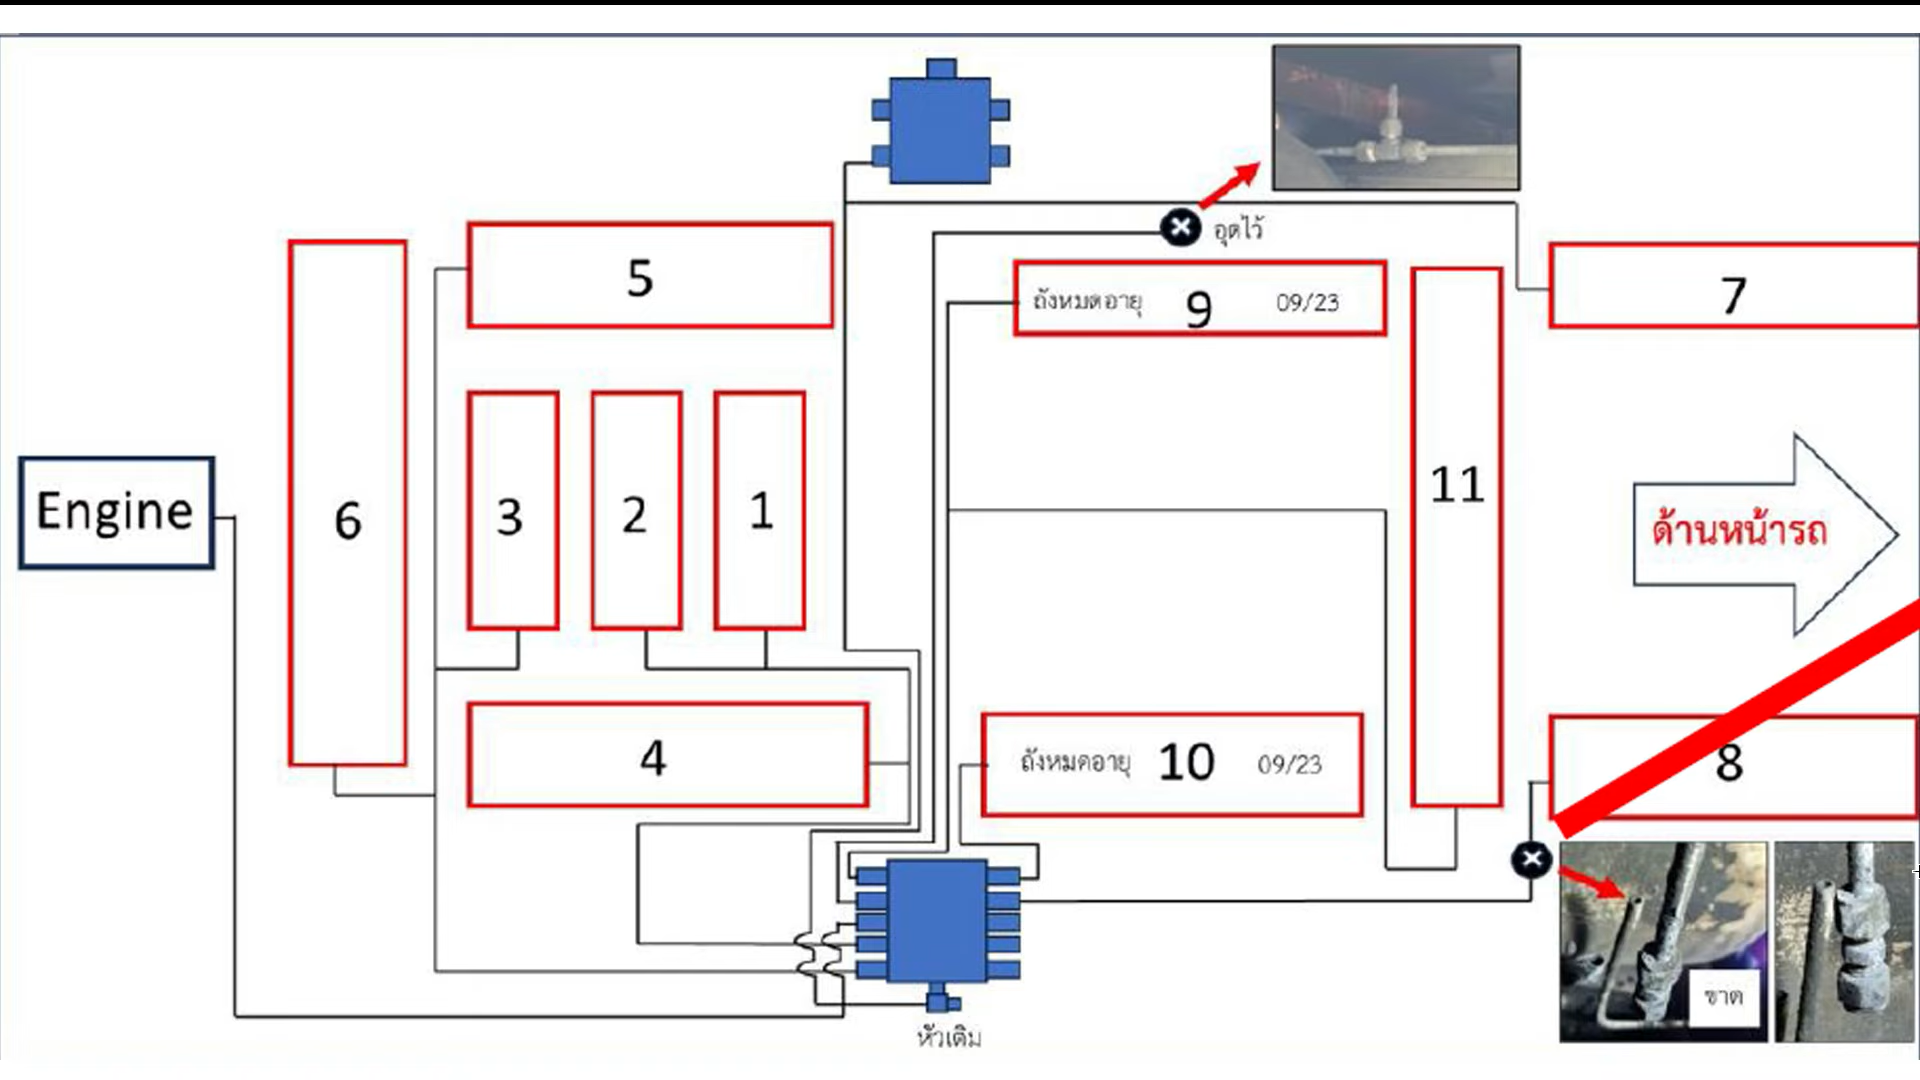 อุดไว้
5
7
ถังหมดอายุ 9 09/23
11
Engine
6
3
2
1
ด้านหน้ารถ
4
ถังหมดอายุ 10 09/23
8
ขาด
หัวเติม